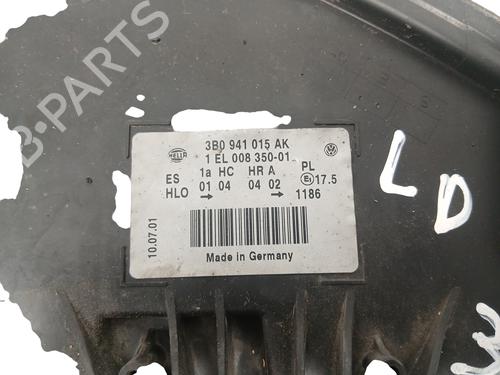 B-PARTS
HELLA
3B0 941 015 AK
1 EL 008 350-01
ES 1a HC HR A PL
HLO 01 04 → 04 02 → E1 17.5
1186
10.07.01
Made in Germany
LD